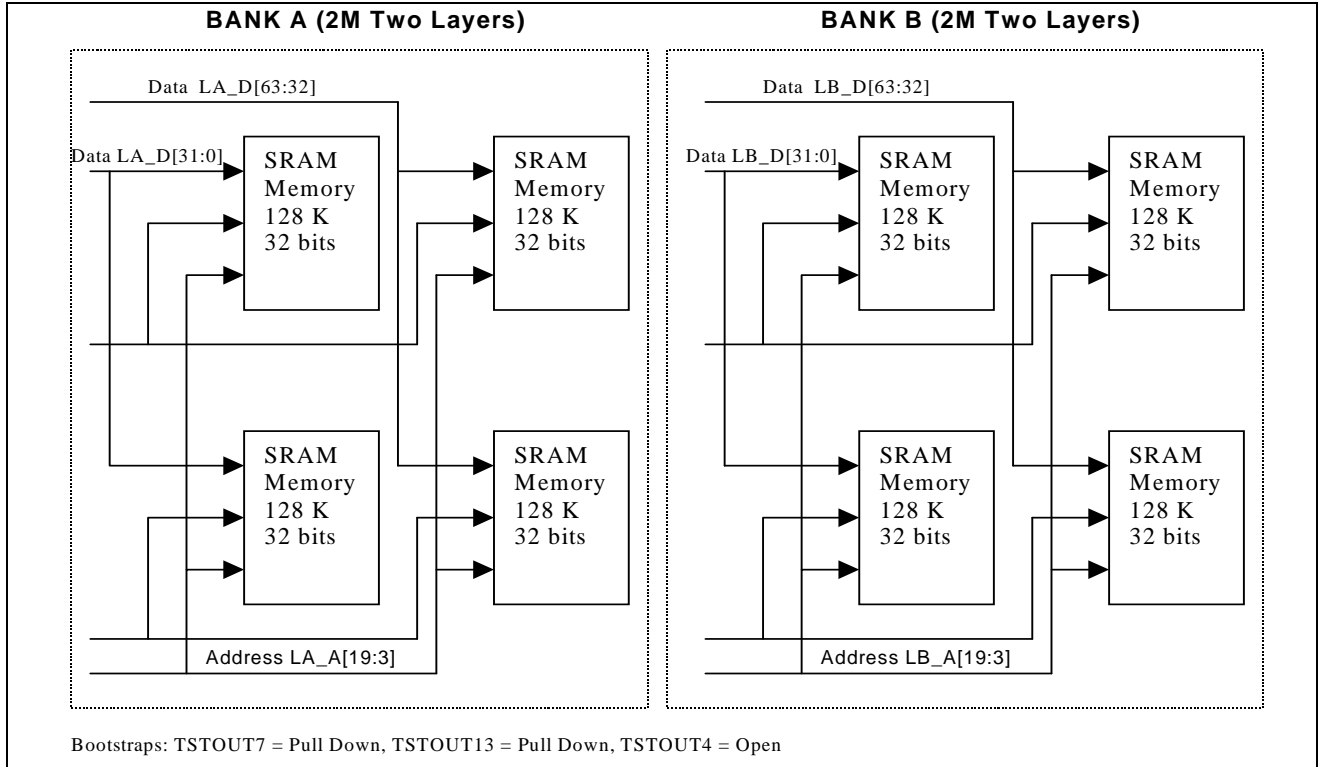 BANK A (2M Two Layers)
BANK B (2M Two Layers)
Data LA_D[63:32]
Data LB_D[63:32]
Data LA_D[31:0]
SRAM
Memory
128 K
32 bits
SRAM
Memory
128 K
32 bits
Data LB_D[31:0]
SRAM
Memory
128 K
32 bits
SRAM
Memory
128 K
32 bits
SRAM
Memory
128 K
32 bits
SRAM
Memory
128 K
32 bits
SRAM
Memory
128 K
32 bits
SRAM
Memory
128 K
32 bits
Address LA_A[19:3]
Address LB_A[19:3]
Bootstraps: TSTOUT7 = Pull Down, TSTOUT13 = Pull Down, TSTOUT4 = Open